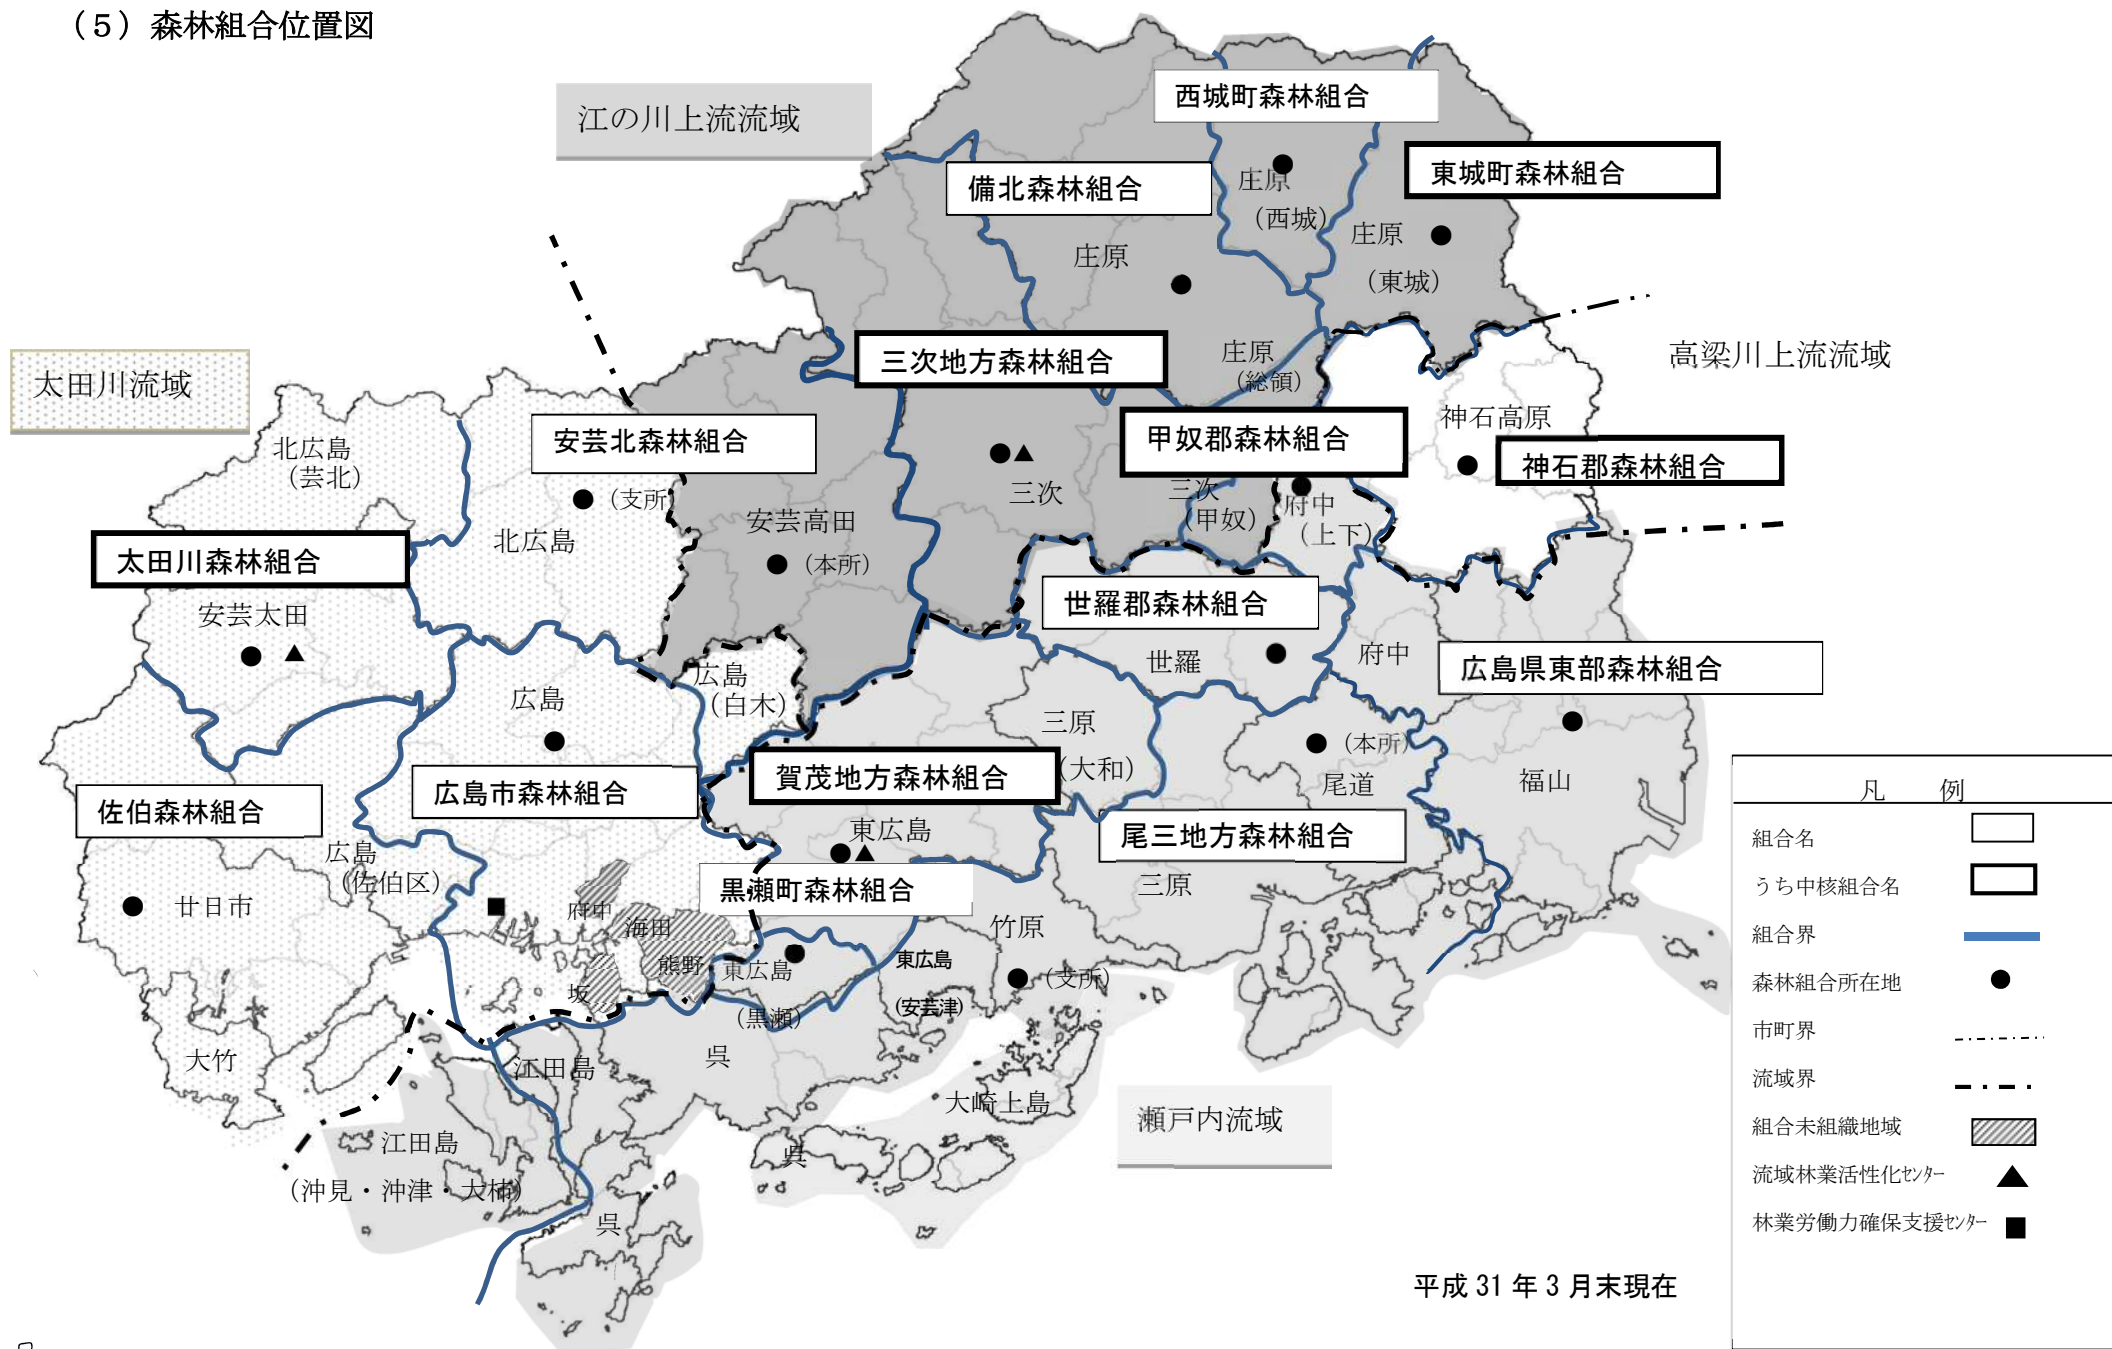 （５）森林組合位置図
江の川上流流域
西城町森林組合
備北森林組合
東城町森林組合
庄原
（西城）
庄原
（東城）
庄原
三次地方森林組合
庄原
（総領）
高梁川上流流域
太田川流域
北広島
（芸北）
安芸北森林組合
（支所
北広島
安芸高田
（本所）
三次
甲奴郡森林組合
三次
（甲奴）
府中
（上下）
神石高原
神石郡森林組合
太田川森林組合
安芸太田
世羅郡森林組合
世羅
府中
広島県東部森林組合
広島
広島
（白木）
三原
（大和）
（本所）
尾道
福山
佐伯森林組合
広島市森林組合
賀茂地方森林組合
東広島
尾三地方森林組合
三原
広島
（佐伯区）
黒瀬町森林組合
廿日市
府中
海田
熊野
坂
東広島
（黒瀬）
東広島
（安芸津）
竹原
（支所）
大竹
江田島
呉
大崎上島
瀬戸内流域
江田島
（沖見・沖津・大柿）
呉
呉
凡　例
組合名
うち中核組合名
組合界
森林組合所在地
市町界
流域界
組合未組織地域
流域林業活性化ｾﾝﾀｰ
林業労働力確保支援ｾﾝﾀｰ
平成 31 年 3 月末現在